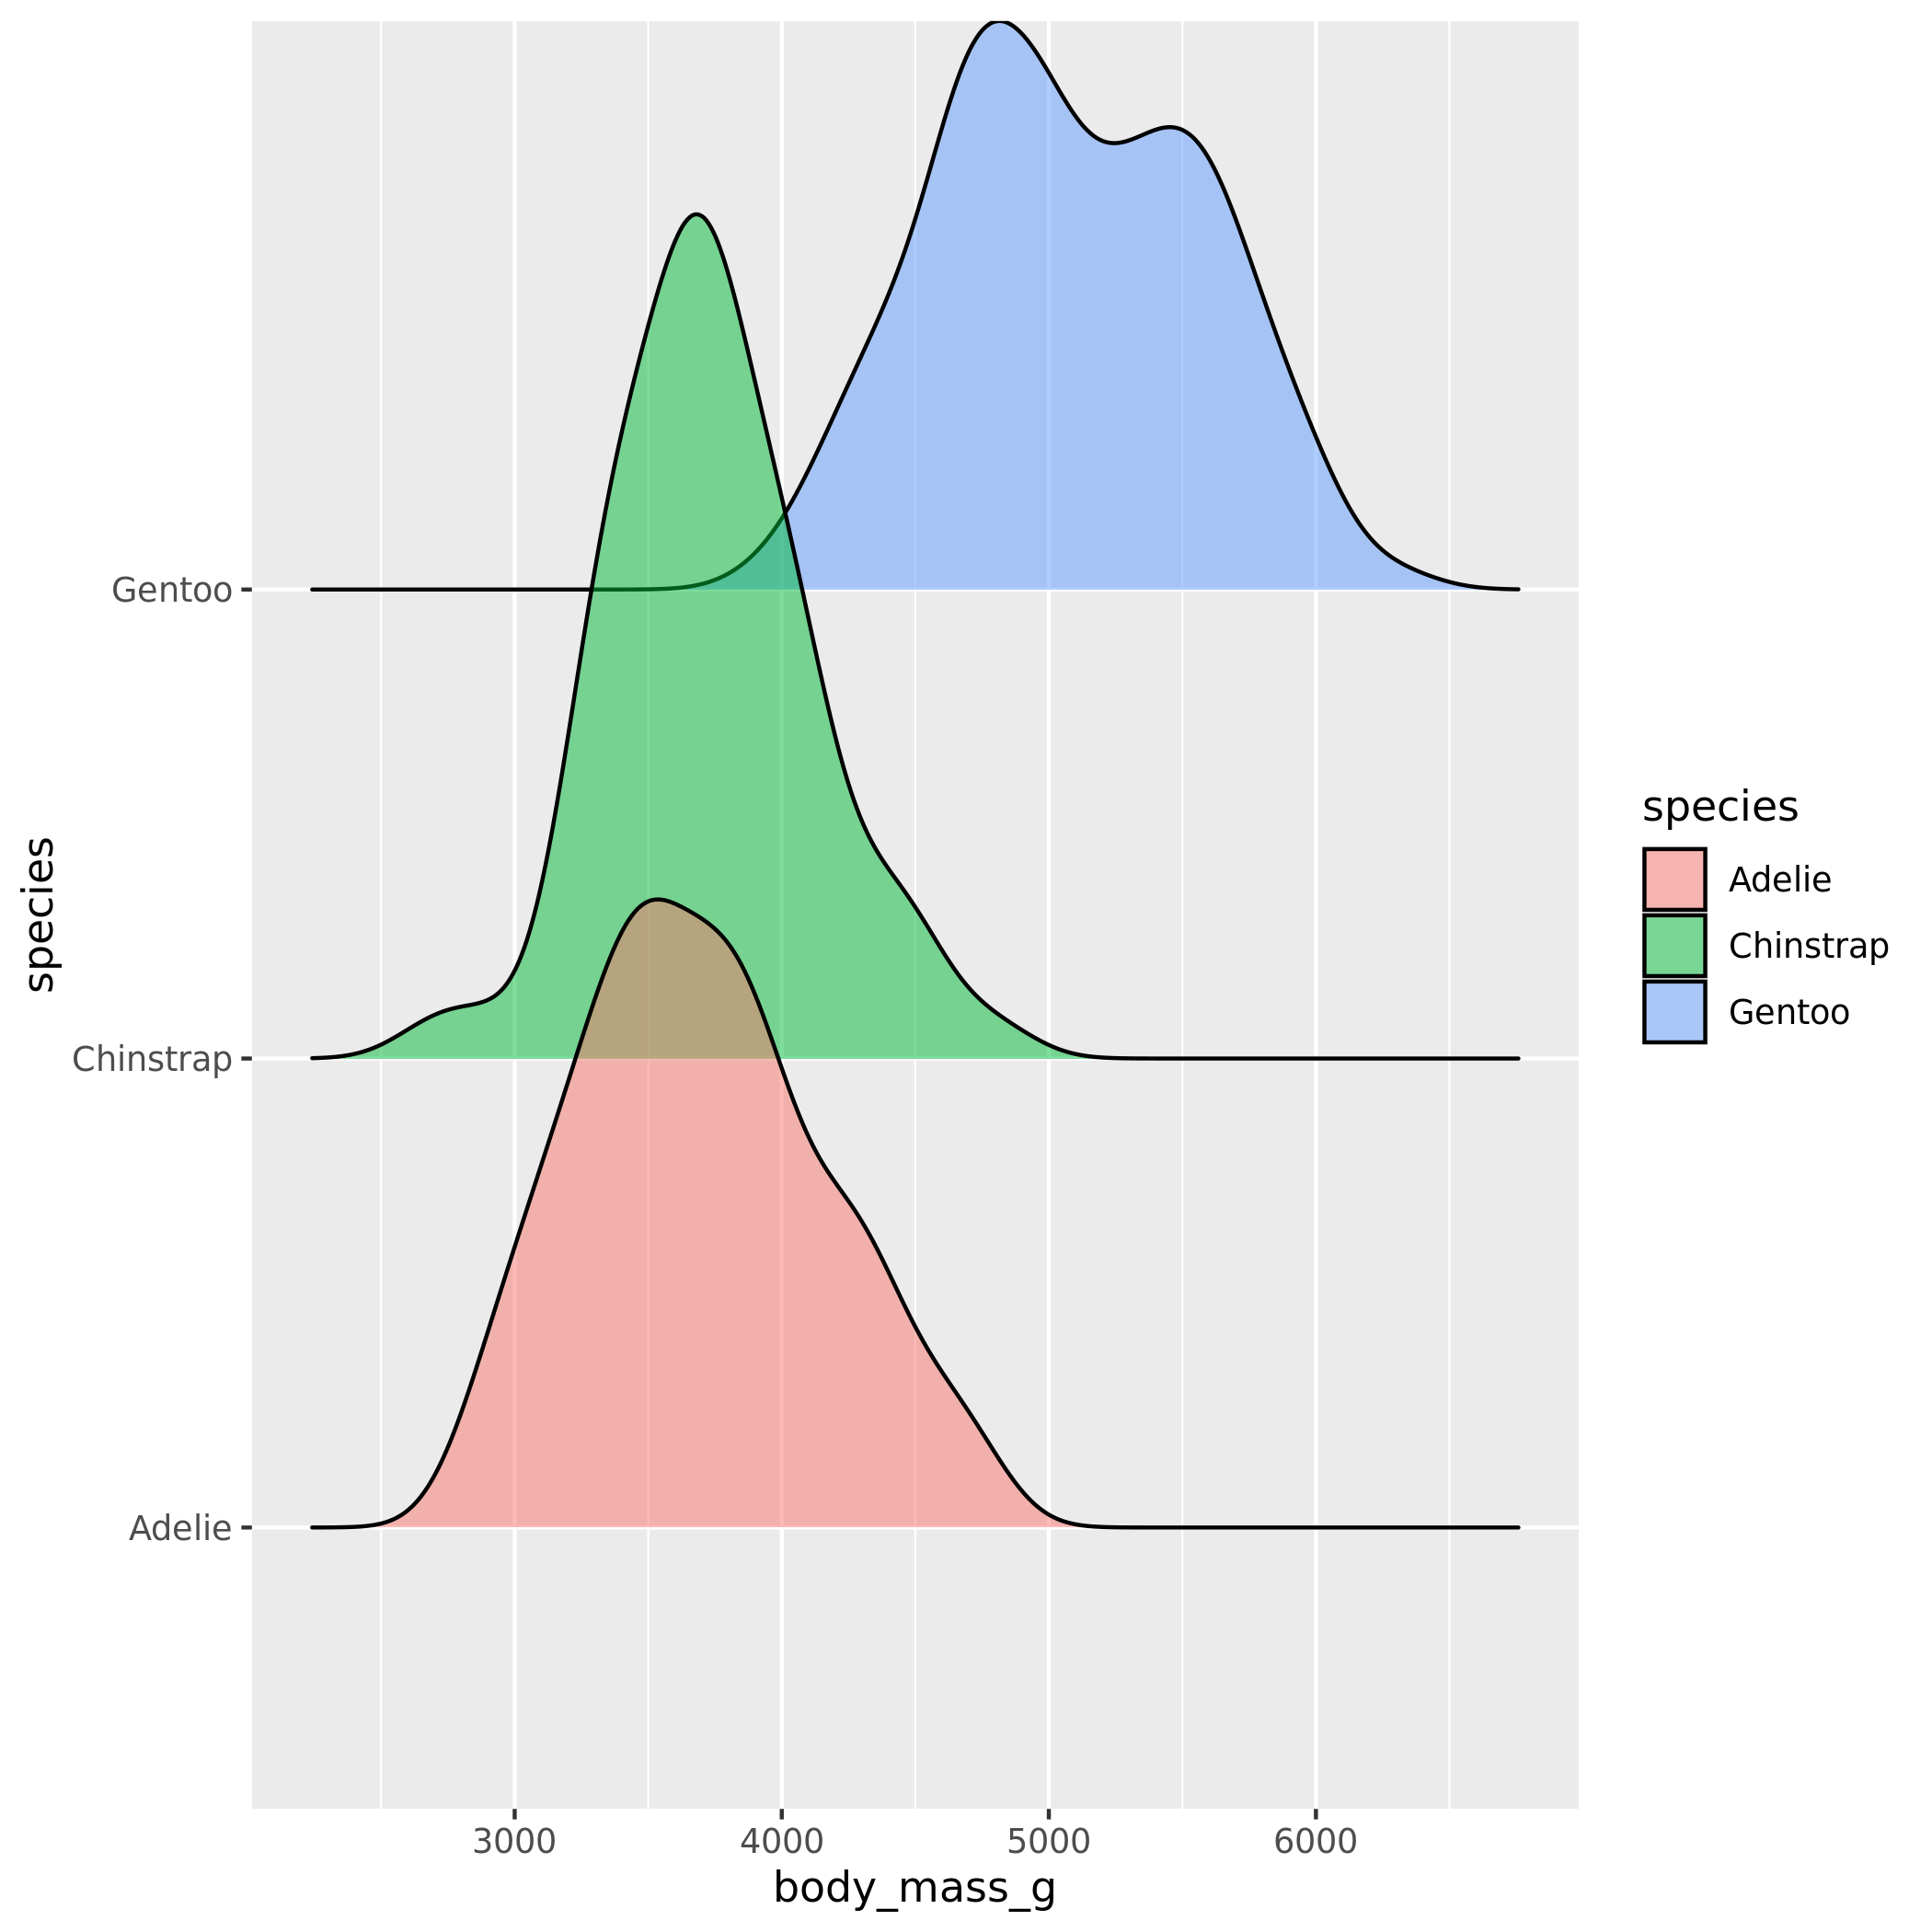 species
Gentoo
Chinstrap
Adelie
3000 4000 5000 6000
body_mass_g
species
Adelie
Chinstrap
Gentoo